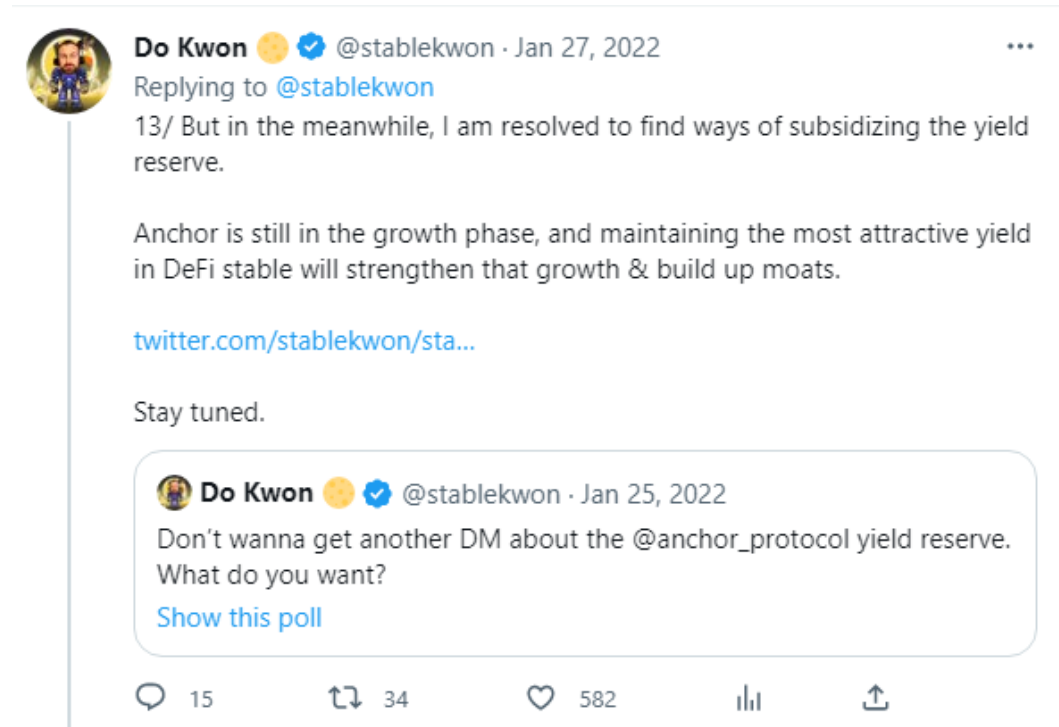 Do Kwon @stablekwon · Jan 27, 2022
Replying to @stablekwon
13/ But in the meanwhile, I am resolved to find ways of subsidizing the yield
reserve.
Anchor is still in the growth phase, and maintaining the most attractive yield
in DeFi stable will strengthen that growth & build up moats.
twitter.com/stablekwon/sta...
Stay tuned.
Do Kwon @stablekwon · Jan 25, 2022
Don't wanna get another DM about the @anchor_protocol yield reserve.
What do you want?
Show this poll
15 34 582